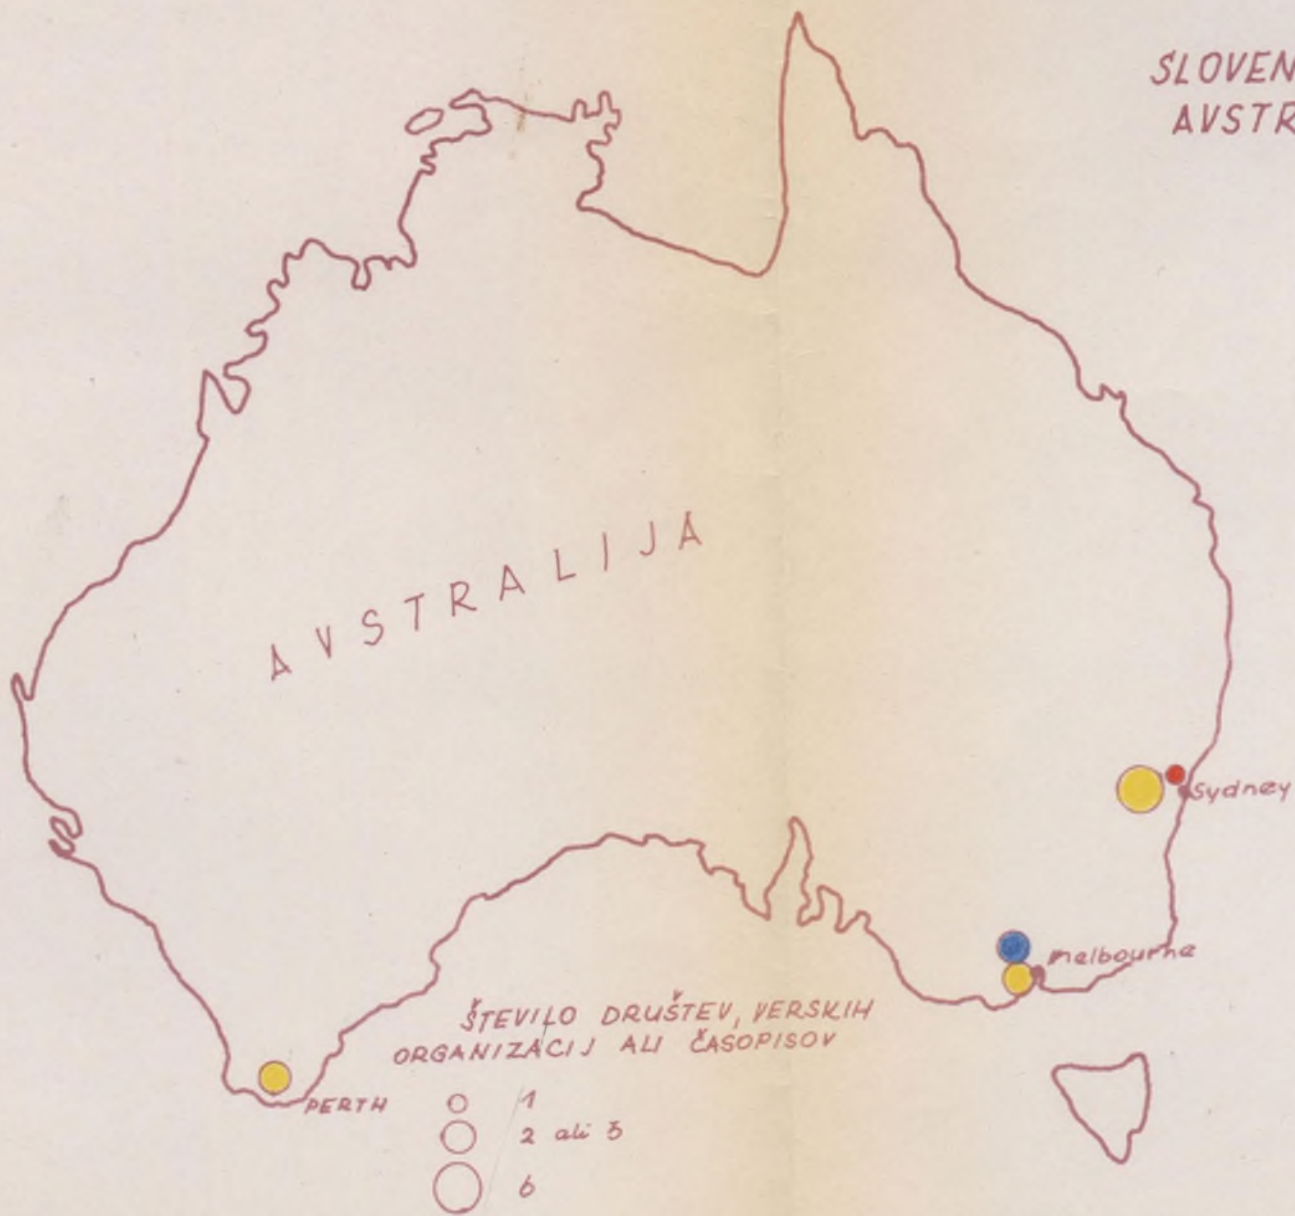 SLOVEN
AVSTR
AVSTRALIJA
Sydney
Melbourne
PERTH
ŠTEVILO DRUŠTEV, VERSKIH
ORGANIZACIJ ALI ČASOPISOV
1
2 ali 3
6